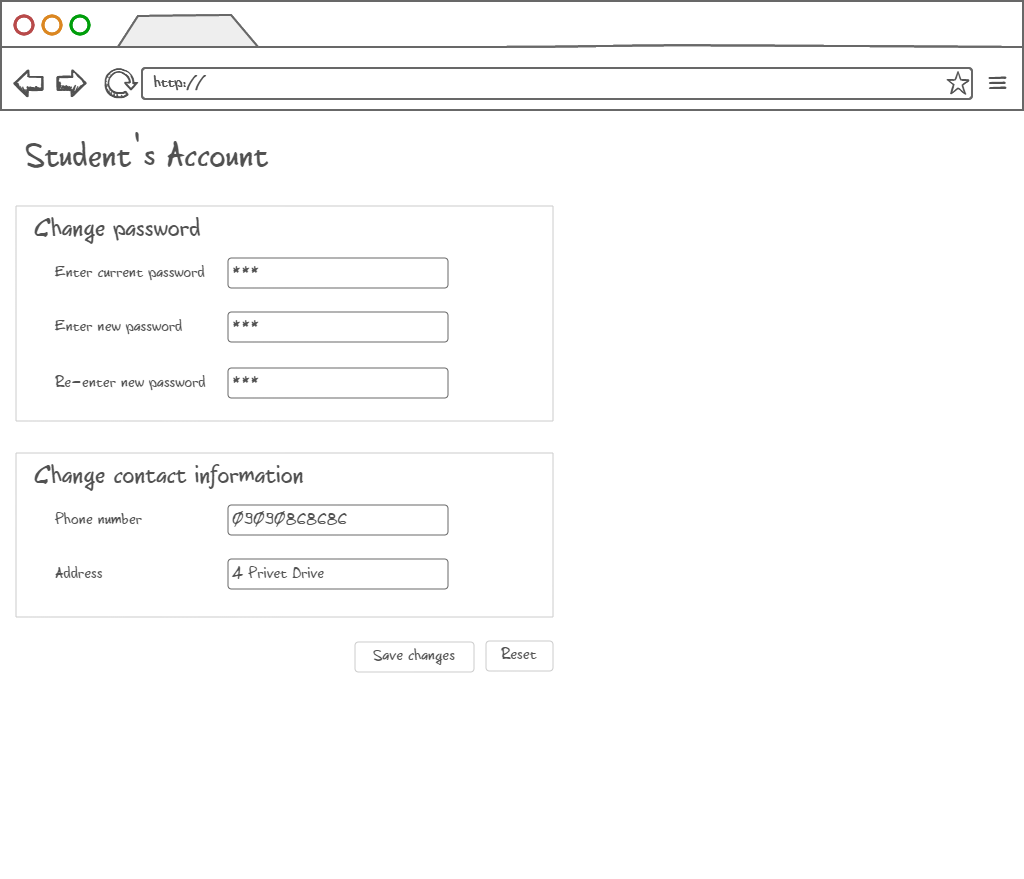 http://
Student's Account
Change password
Enter current password ***
Enter new password ***
Re-enter new password ***
Change contact information
Phone number 09090868686
Address 4 Privet Drive
Save changes Reset